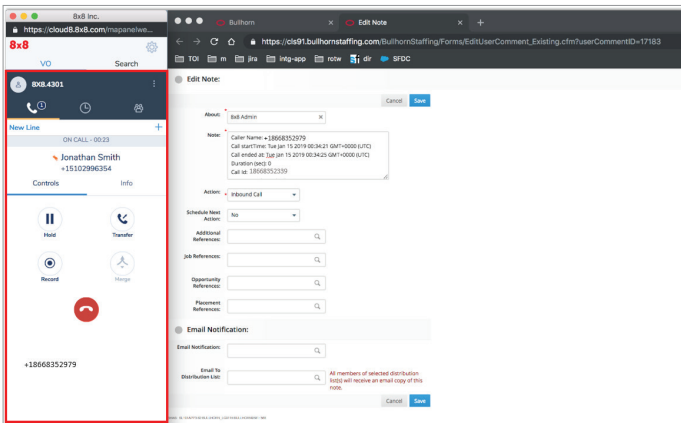 8x8 Inc.
https://cloud8.8x8.com/mapanelwe...
8x8
VO
Search
8X8.4301
1
New Line
+
ON CALL - 00:23
Jonathan Smith
+15102996354
Controls
Info
Hold
Transfer
Record
Merge
+18668352979
Bullhorn
Edit Note
https://cls91.bullhornstaffing.com/BullhornStaffing/Forms/EditUserComment_Existing.cfm?userCommentID=17183
TOI
m
jira
intg-app
rotw
dir
SFDC
Edit Note:
Cancel
Save
About:
8x8 Admin
Note:
Caller Name: +18668352979
Call startTime: Tue Jan 15 2019 00:34:21 GMT+0000 (UTC)
Call ended at: Tue Jan 15 2019 00:34:25 GMT+0000 (UTC)
Duration (sec): 0
Call Id: 18668352339
Action:
Inbound Call
Schedule Next
Action:
No
Additional
References:
Job References:
Opportunity
References:
Placement
References:
Email Notification:
Email Notification:
Email To
Distribution List:
All members of selected distribution
list(s) will receive an email copy of this
note.
Cancel
Save